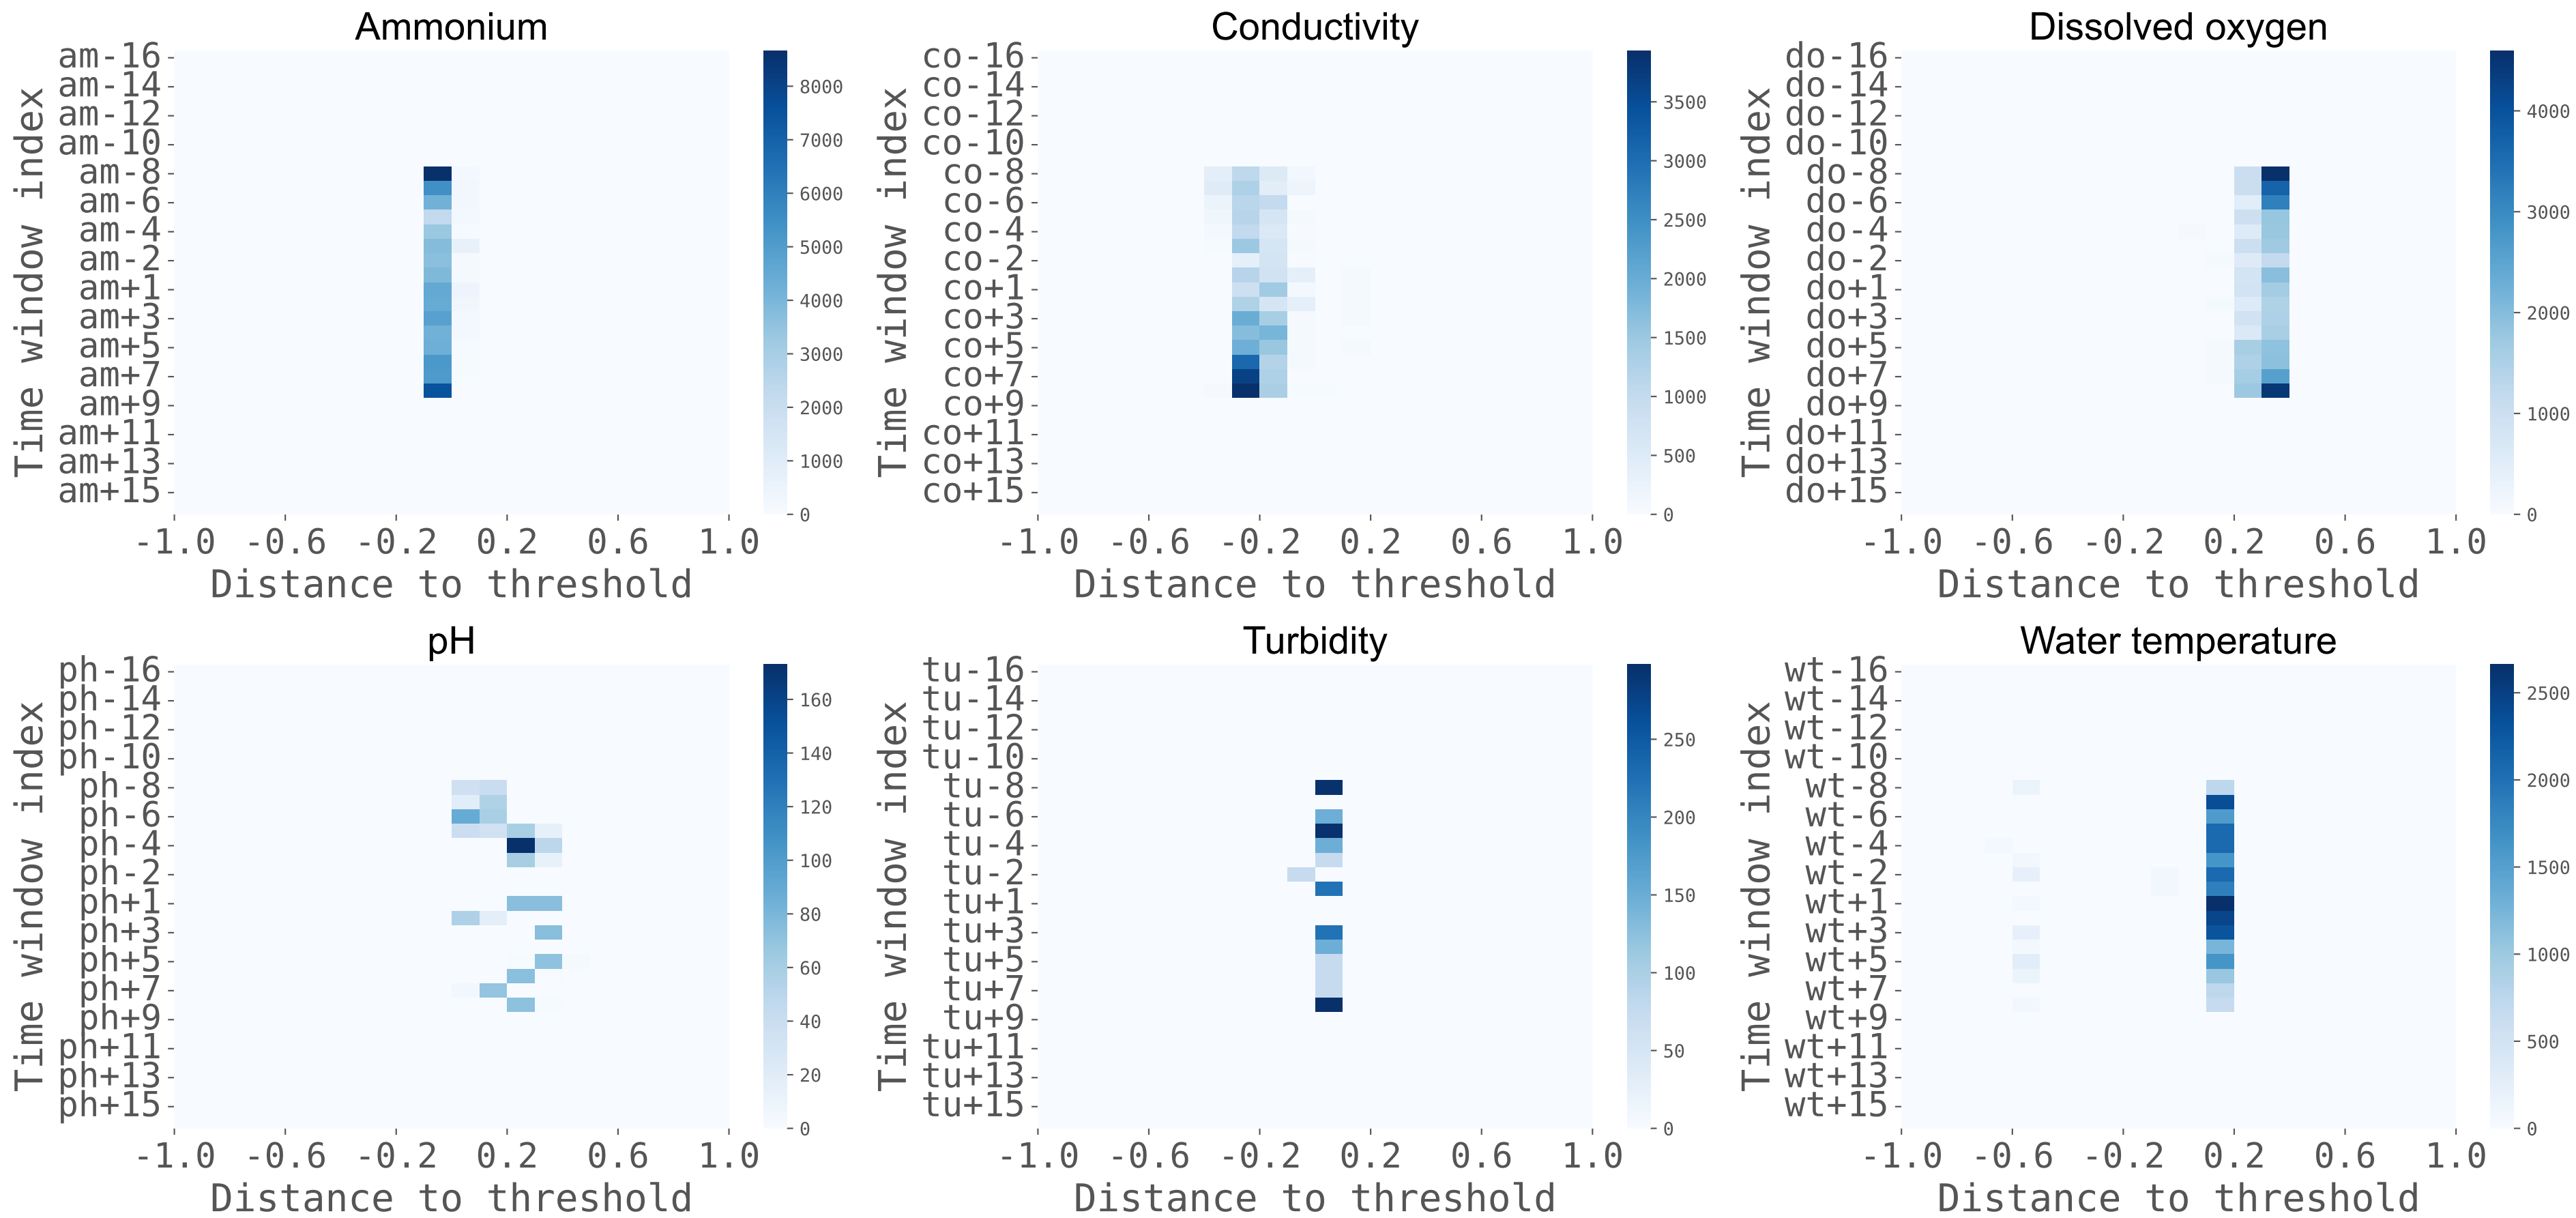 Ammonium
Time window index
am-16
am-14
am-12
am-10
am-8
am-6
am-4
am-2
am+1
am+3
am+5
am+7
am+9
am+11
am+13
am+15
-1.0 -0.6 -0.2 0.2 0.6 1.0
Distance to threshold
8000
7000
6000
5000
4000
3000
2000
1000
0
Conductivity
Time window index
co-16
co-14
co-12
co-10
co-8
co-6
co-4
co-2
co+1
co+3
co+5
co+7
co+9
co+11
co+13
co+15
-1.0 -0.6 -0.2 0.2 0.6 1.0
Distance to threshold
3500
3000
2500
2000
1500
1000
500
0
Dissolved oxygen
Time window index
do-16
do-14
do-12
do-10
do-8
do-6
do-4
do-2
do+1
do+3
do+5
do+7
do+9
do+11
do+13
do+15
-1.0 -0.6 -0.2 0.2 0.6 1.0
Distance to threshold
4000
3000
2000
1000
0
pH
Time window index
ph-16
ph-14
ph-12
ph-10
ph-8
ph-6
ph-4
ph-2
ph+1
ph+3
ph+5
ph+7
ph+9
ph+11
ph+13
ph+15
-1.0 -0.6 -0.2 0.2 0.6 1.0
Distance to threshold
160
140
120
100
80
60
40
20
0
Turbidity
Time window index
tu-16
tu-14
tu-12
tu-10
tu-8
tu-6
tu-4
tu-2
tu+1
tu+3
tu+5
tu+7
tu+9
tu+11
tu+13
tu+15
-1.0 -0.6 -0.2 0.2 0.6 1.0
Distance to threshold
250
200
150
100
50
0
Water temperature
Time window index
wt-16
wt-14
wt-12
wt-10
wt-8
wt-6
wt-4
wt-2
wt+1
wt+3
wt+5
wt+7
wt+9
wt+11
wt+13
wt+15
-1.0 -0.6 -0.2 0.2 0.6 1.0
Distance to threshold
2500
2000
1500
1000
500
0